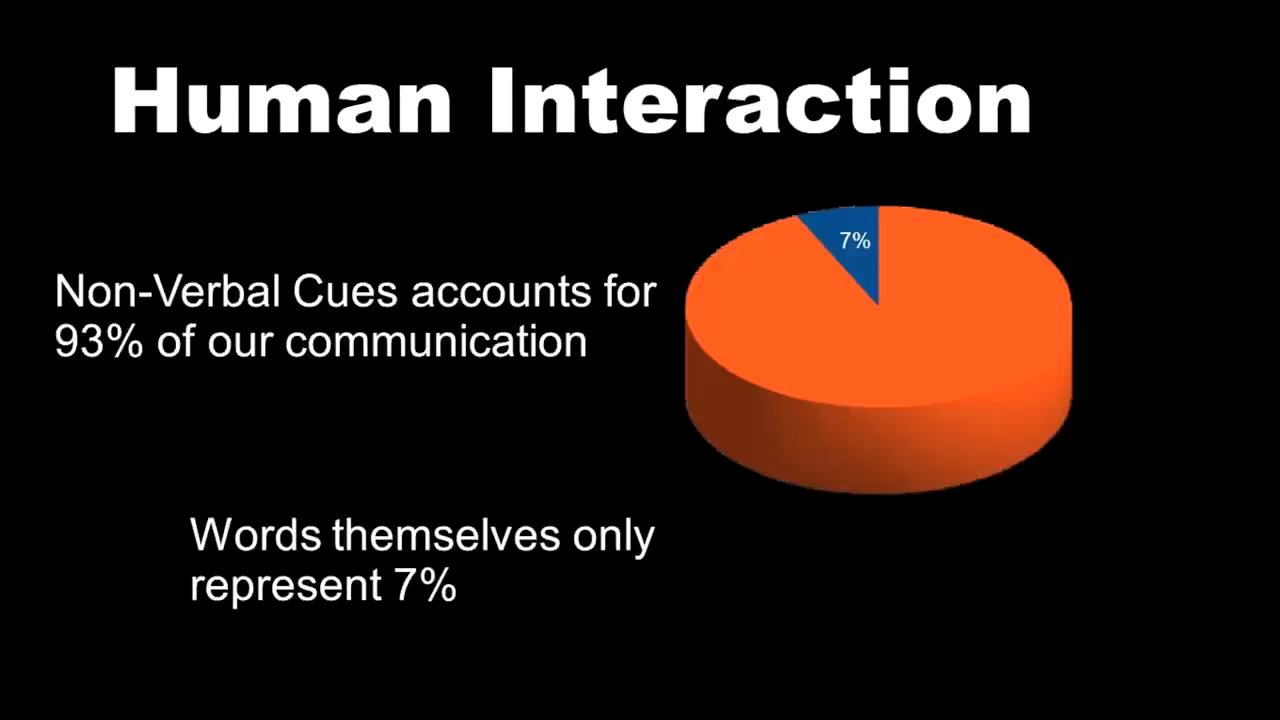 Human Interaction
Non-Verbal Cues accounts for
93% of our communication
7%
Words themselves only
represent 7%